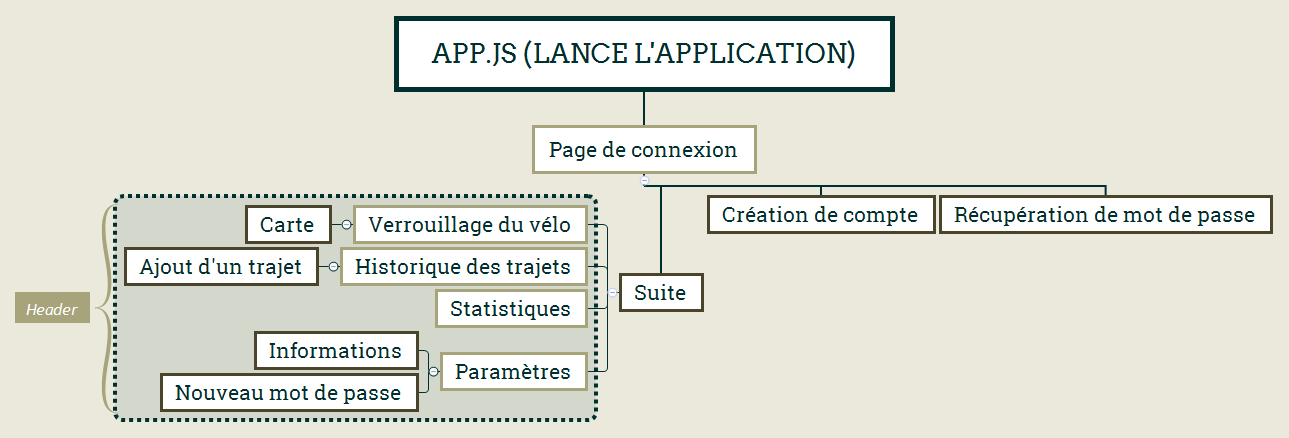 APP.JS (LANCE L'APPLICATION)
Page de connexion
Création de compte
Récupération de mot de passe
Suite
Verrouillage du vélo
Carte
Historique des trajets
Ajout d'un trajet
Statistiques
Paramètres
Informations
Nouveau mot de passe
Header